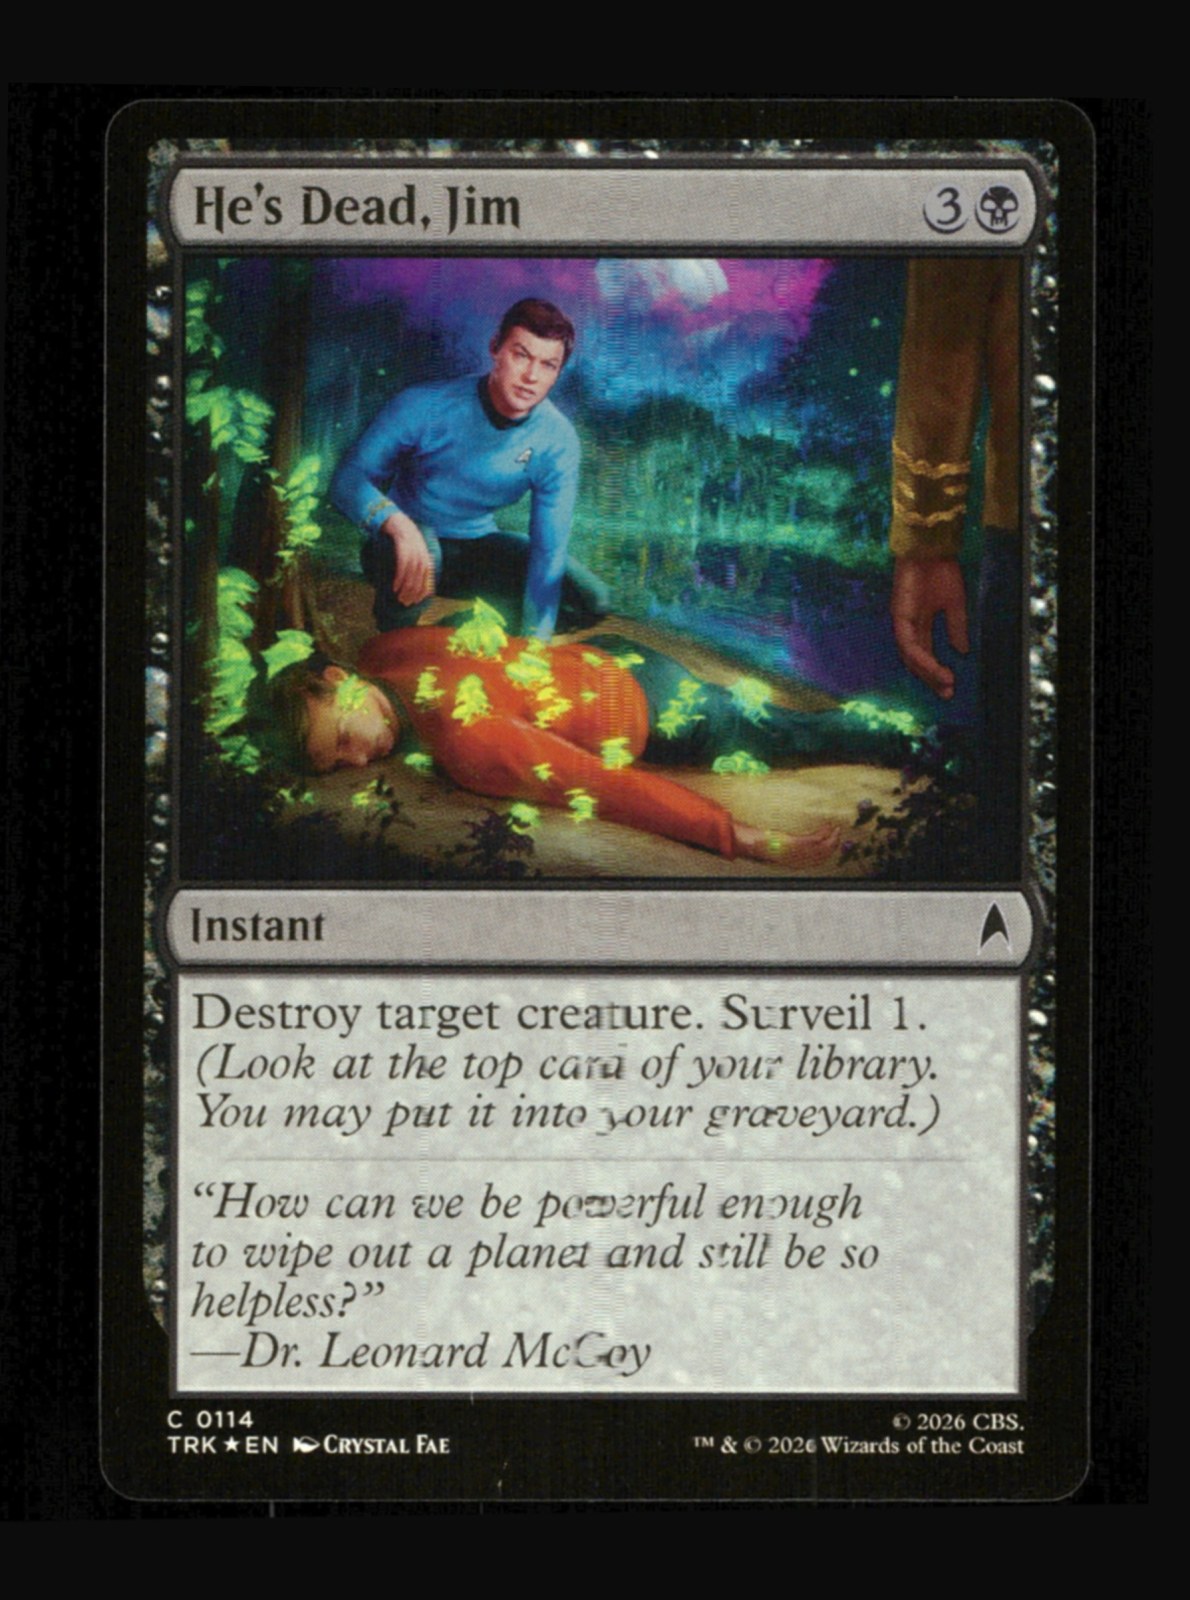 He's Dead, Jim 3
Instant
Destroy target creature. Surveil 1.
(Look at the top card of your library.
You may put it into your graveyard.)
“How can we be powerful enough
to wipe out a planet and still be so
helpless?”
—Dr. Leonard McCoy
C 0114
TRK★EN CRYSTAL FAE
© 2026 CBS.
™ & © 2026 Wizards of the Coast